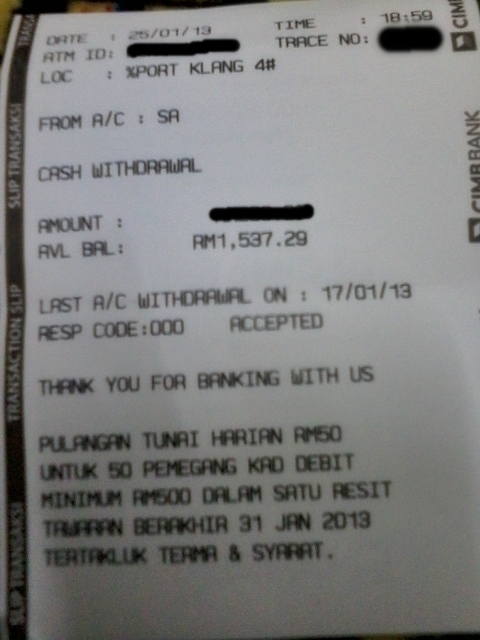 DATE : 25/01/13 TIME : 18:59
ATM ID: TRACE NO:
LOC : %PORT KLANG 4#
FROM A/C : SA
CASH WITHDRAWAL
AMOUNT :
AVL BAL: RM1,537.29
LAST A/C WITHDRAWAL ON : 17/01/13
RESP CODE:000 ACCEPTED
THANK YOU FOR BANKING WITH US
PULANGAN TUNAI HARIAN RM50
UNTUK 50 PEMEGANG KAD DEBIT
MINIMUM RM500 DALAM SATU RESIT
TAWARAN BERAKHIR 31 JAN 2013
TERTAKLUK TERMA & SYARAT.
SLIP TRANSAKSI
TRANSACTION SLIP
SLIP TRANSAKSI
CIMB BANK
CIM